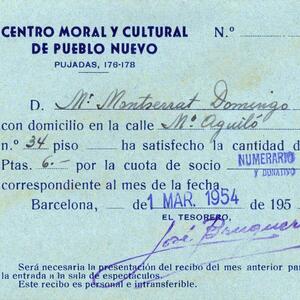 CENTRO MORAL Y CULTURAL
DE PUEBLO NUEVO
N.º
PUJADAS, 176-178
D. Mª Montserrat Domingo
con domicilio en la calle Mª Aguiló
n.º 34 piso ha satisfecho la cantidad d
Ptas. 6.- por la cuota de socio NUMERARIO
Y DONATIVO
correspondiente al mes de la fecha.
Barcelona, de 1 MAR. 1954 de 195
EL TESORERO,
José
Será necesaria la presentación del recibo del mes anterior par
la entrada a la sala de espectáculos.
Este recibo es personal e intransferible.